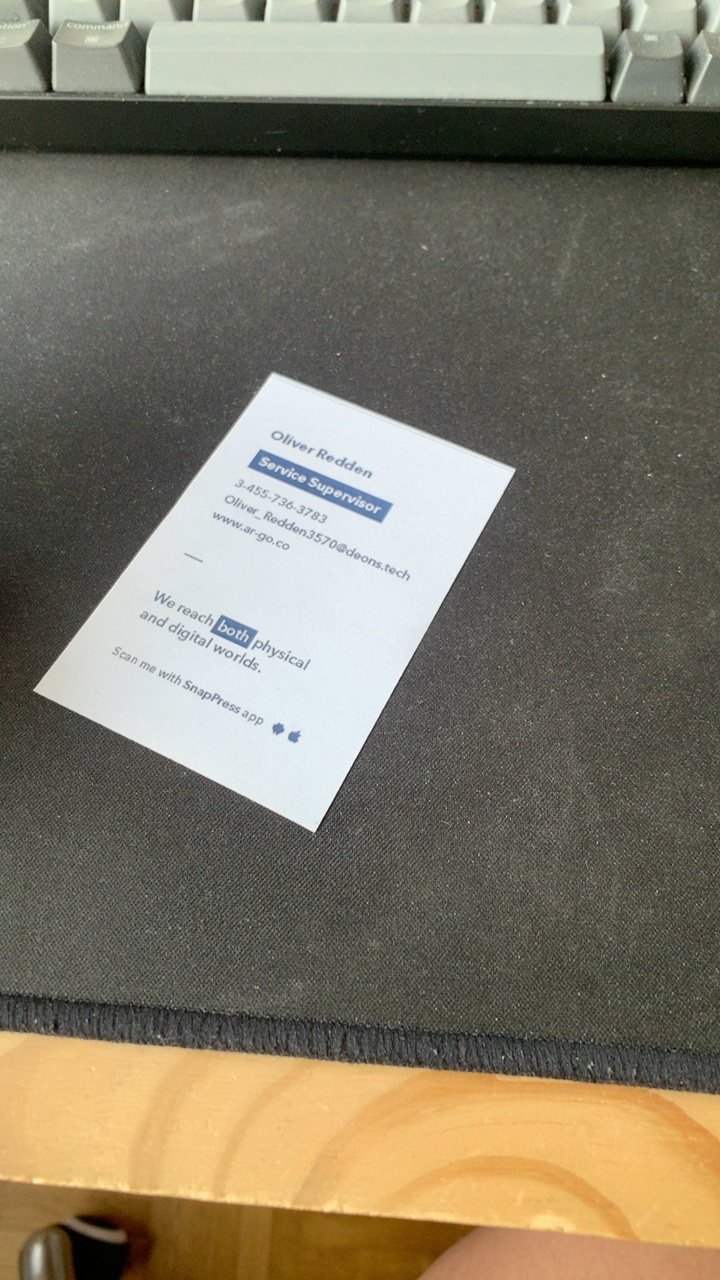 command
Oliver Redden
Service Supervisor
3-455-736-3783
Oliver_Redden3570@deons.tech
www.ar-go.co
We reach both physical
and digital worlds.
Scan me with SnapPress app